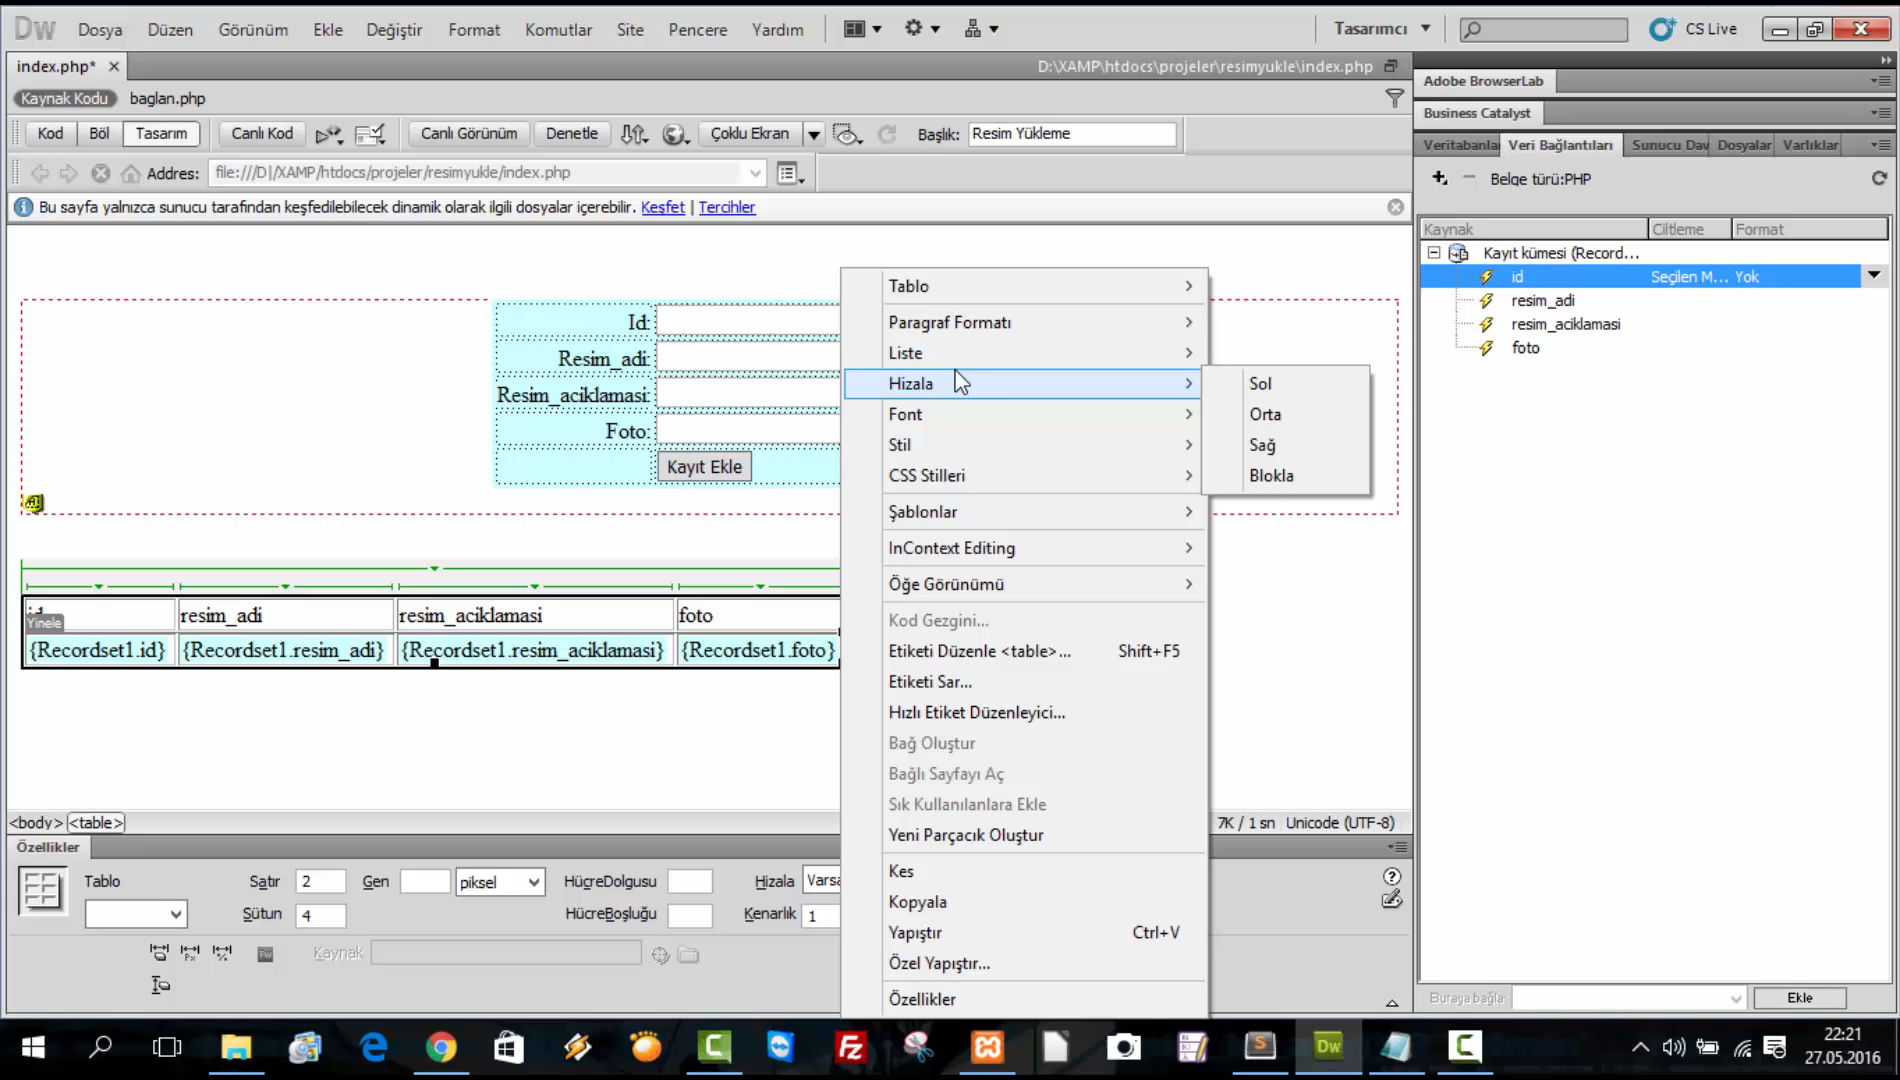 Dw Dosya Düzen Görünüm Ekle Değiştir Format Komutlar Site Pencere Yardım Tasarımcı CS Live
index.php* D:\XAMP\htdocs\projeler\resimyukle\index.php
Kaynak Kodu baglan.php
Kod Böl Tasarım Canlı Kod Canlı Görünüm Denetle Çoklu Ekran Başlık: Resim Yükleme
Addres: file:///D|/XAMP/htdocs/projeler/resimyukle/index.php
Bu sayfa yalnızca sunucu tarafından keşfedilebilecek dinamik olarak ilgili dosyalar içerebilir. Keşfet | Tercihler
Id:
Resim_adi:
Resim_aciklamasi:
Foto:
Kayıt Ekle
id resim_adi resim_aciklamasi foto
Yinele
{Recordset1.id} {Recordset1.resim_adi} {Recordset1.resim_aciklamasi} {Recordset1.foto}
Tablo
Paragraf Formatı
Liste
Hizala
Font
Stil
CSS Stilleri
Şablonlar
InContext Editing
Öğe Görünümü
Kod Gezgini...
Etiketi Düzenle <table>... Shift+F5
Etiketi Sar...
Hızlı Etiket Düzenleyici...
Bağ Oluştur
Bağlı Sayfayı Aç
Sık Kullanılanlara Ekle
Yeni Parçacık Oluştur
Kes
Kopyala
Yapıştır Ctrl+V
Özel Yapıştır...
Özellikler
Sol
Orta
Sağ
Blokla
Adobe BrowserLab
Business Catalyst
Veritabanlar Veri Bağlantıları Sunucu Dav Dosyalar Varlıklar
Belge türü:PHP
Kaynak Ciltleme Format
Kayıt kümesi (Record...
id Seçilen M... Yok
resim_adi
resim_aciklamasi
foto
Buraya bağla: Ekle
<body> <table> 7K / 1 sn Unicode (UTF-8)
Özellikler
Tablo Satır 2 Gen piksel HücreDolgusu Hizala Varsa
Sütun 4 HücreBoşluğu Kenarlık 1
Kaynak
22:21
27.05.2016